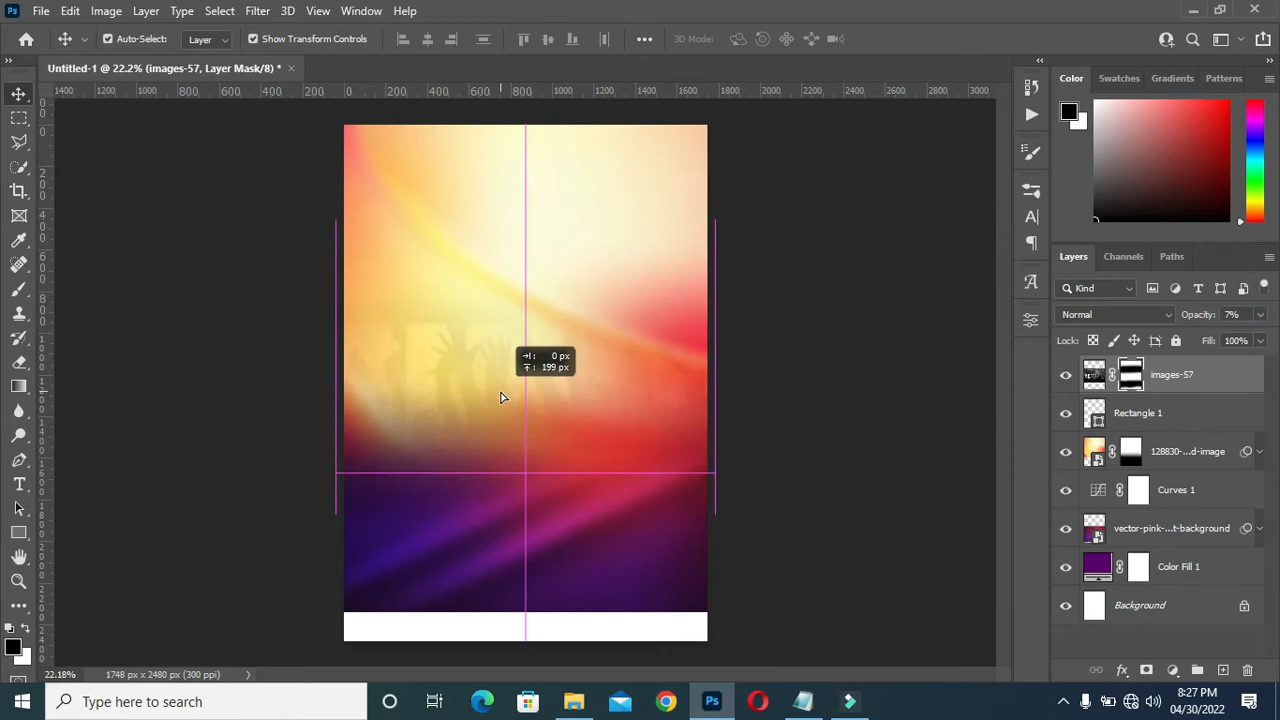 Ps File Edit Image Layer Type Select Filter 3D View Window Help
Auto-Select: Layer Show Transform Controls 3D Mode:
Untitled-1 @ 22.2% (images-57, Layer Mask/8) *
1400 1200 1000 800 600 400 200 0 200 400 600 800 1000 1200 1400 1600 1800 2000 2200 2400 2600 2800 3000
0 px
199 px
Color Swatches Gradients Patterns
Layers Channels Paths
Kind
Normal Opacity: 7%
Lock: Fill: 100%
images-57
Rectangle 1
128830-...d-image
Curves 1
vector-pink-...t-background
Color Fill 1
Background
22.18% 1748 px x 2480 px (300 ppi)
Type here to search
Ps
8:27 PM
04/30/2022